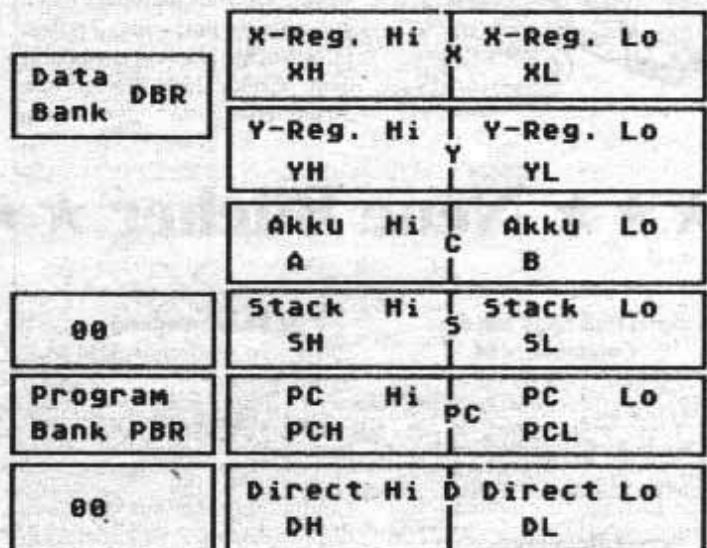 X-Reg. Hi X X-Reg. Lo
XH XL
Data
Bank DBR
Y-Reg. Hi Y Y-Reg. Lo
YH YL
Akku Hi C Akku Lo
A B
00
Stack Hi S Stack Lo
SH SL
Program
Bank PBR
PC Hi PC PC Lo
PCH PCL
00
Direct Hi D Direct Lo
DH DL